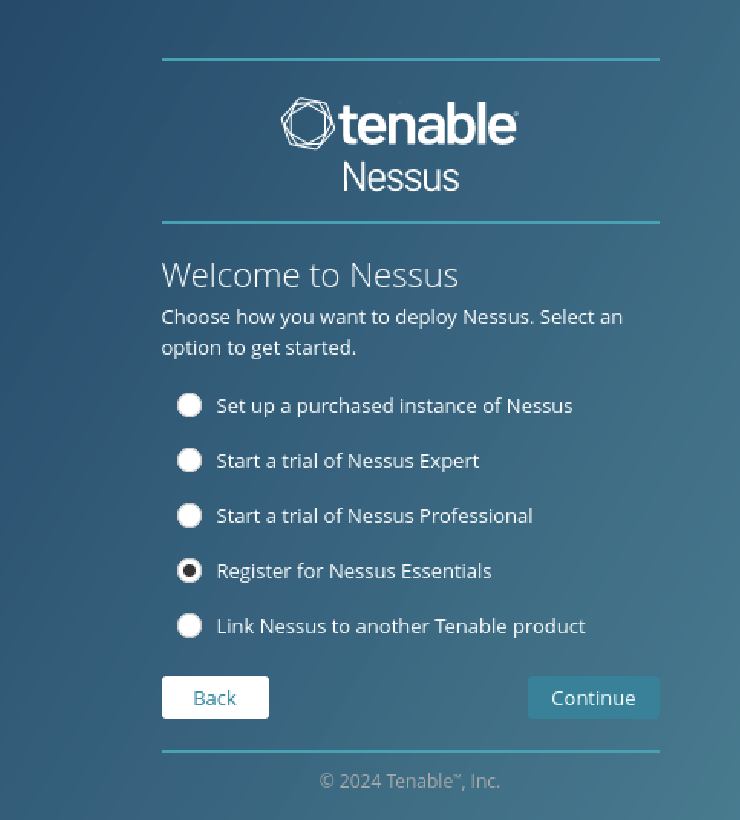 tenable®
Nessus
Welcome to Nessus
Choose how you want to deploy Nessus. Select an
option to get started.
Set up a purchased instance of Nessus
Start a trial of Nessus Expert
Start a trial of Nessus Professional
Register for Nessus Essentials
Link Nessus to another Tenable product
Back
Continue
© 2024 Tenable™, Inc.